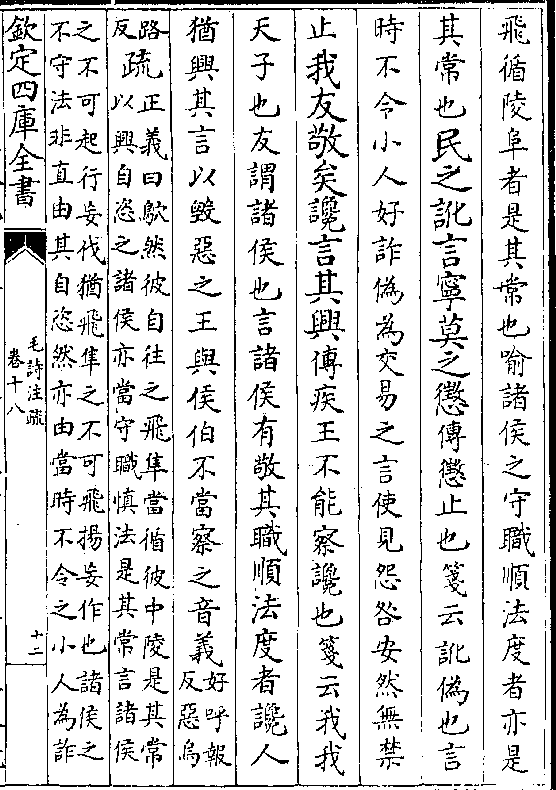 飛循陵阜者是其常也喻諸侯之守職順法度者亦是
其常也民之訛言寧莫之懲傳懲止也箋云訛偽也言
時不令小人好詐偽為交易之言使見怨咎安然無禁
止我友敬矣讒言其興傳疾王不能察讒也箋云我我
天子也友謂諸侯也言諸侯有敬其職順法度者讒人
猶興其言以毀惡之王與侯伯不當察之音義
好呼報
反惡烏
路
反
疏
正義曰鴥然彼自往之飛隼當循彼中陵是其常
以興自恣之諸侯亦當守職慎法是其常言諸侯
之不可起行妄伐猶飛隼之不可飛揚妄作也諸侯之
不守法非直由其自恣然亦由當時不令之小人為詐
欽定四庫全書
毛詩注疏
卷十八
十二